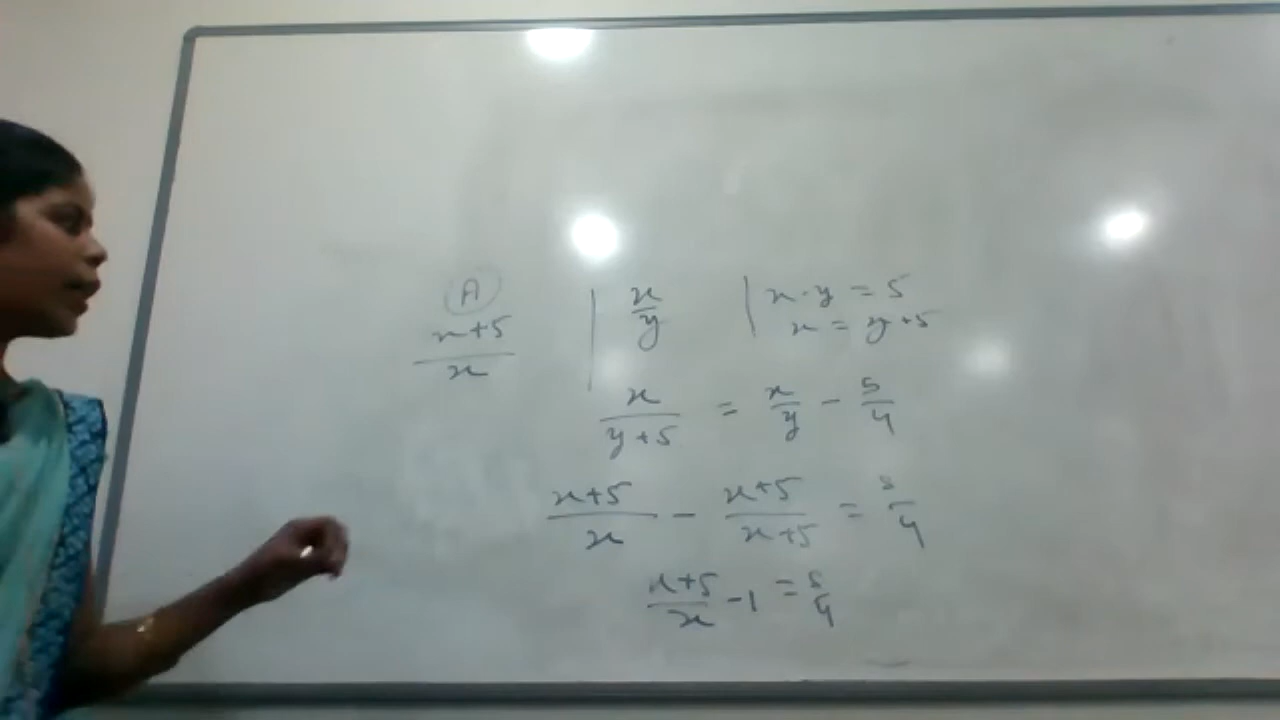 A
x+5 / x | x / y | x-y = 5
x = y+5
x / y+5 = x / y - 5 / 4
x+5 / x - x+5 / x+5 = 5 / 4
x+5 / x - 1 = 5 / 4